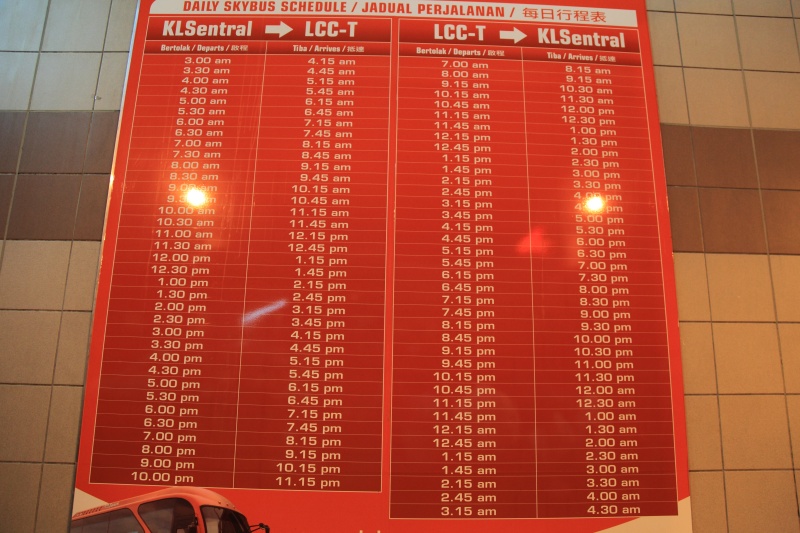 DAILY SKYBUS SCHEDULE / JADUAL PERJALANAN / 每日行程表
KLSentral LCC-T
Bertolak / Departs / 啟程 Tiba / Arrives / 抵達
3.00 am 4.15 am
3.30 am 4.45 am
4.00 am 5.15 am
4.30 am 5.45 am
5.00 am 6.15 am
5.30 am 6.45 am
6.00 am 7.15 am
6.30 am 7.45 am
7.00 am 8.15 am
7.30 am 8.45 am
8.00 am 9.15 am
8.30 am 9.45 am
9.00 am 10.15 am
am 10.45 am
10.00 am 11.15 am
10.30 am 11.45 am
11.00 am 12.15 pm
11.30 am 12.45 pm
12.00 pm 1.15 pm
12.30 pm 1.45 pm
1.00 pm 2.15 pm
1.30 pm 2.45 pm
2.00 pm 3.15 pm
2.30 pm 3.45 pm
3.00 pm 4.15 pm
3.30 pm 4.45 pm
4.00 pm 5.15 pm
4.30 pm 5.45 pm
5.00 pm 6.15 pm
5.30 pm 6.45 pm
6.00 pm 7.15 pm
6.30 pm 7.45 pm
7.00 pm 8.15 pm
8.00 pm 9.15 pm
9.00 pm 10.15 pm
10.00 pm 11.15 pm
LCC-T KLSentral
Bertolak / Departs / 啟程 Tiba / Arrives / 抵達
7.00 am 8.15 am
8.00 am 9.15 am
9.15 am 10.30 am
10.15 am 11.30 am
10.45 am 12.00 pm
11.15 am 12.30 pm
11.45 am 1.00 pm
12.15 pm 1.30 pm
12.45 pm 2.00 pm
1.15 pm 2.30 pm
1.45 pm 3.00 pm
2.15 pm 3.30 pm
2.45 pm 4.00 pm
3.15 pm pm
3.45 pm 5.00 pm
4.15 pm 5.30 pm
4.45 pm 6.00 pm
5.15 pm 6.30 pm
5.45 pm 7.00 pm
6.15 pm 7.30 pm
6.45 pm 8.00 pm
7.15 pm 8.30 pm
7.45 pm 9.00 pm
8.15 pm 9.30 pm
8.45 pm 10.00 pm
9.15 pm 10.30 pm
9.45 pm 11.00 pm
10.15 pm 11.30 pm
10.45 pm 12.00 am
11.15 pm 12.30 am
11.45 pm 1.00 am
12.15 am 1.30 am
12.45 am 2.00 am
1.15 am 2.30 am
1.45 am 3.00 am
2.15 am 3.30 am
2.45 am 4.00 am
3.15 am 4.30 am